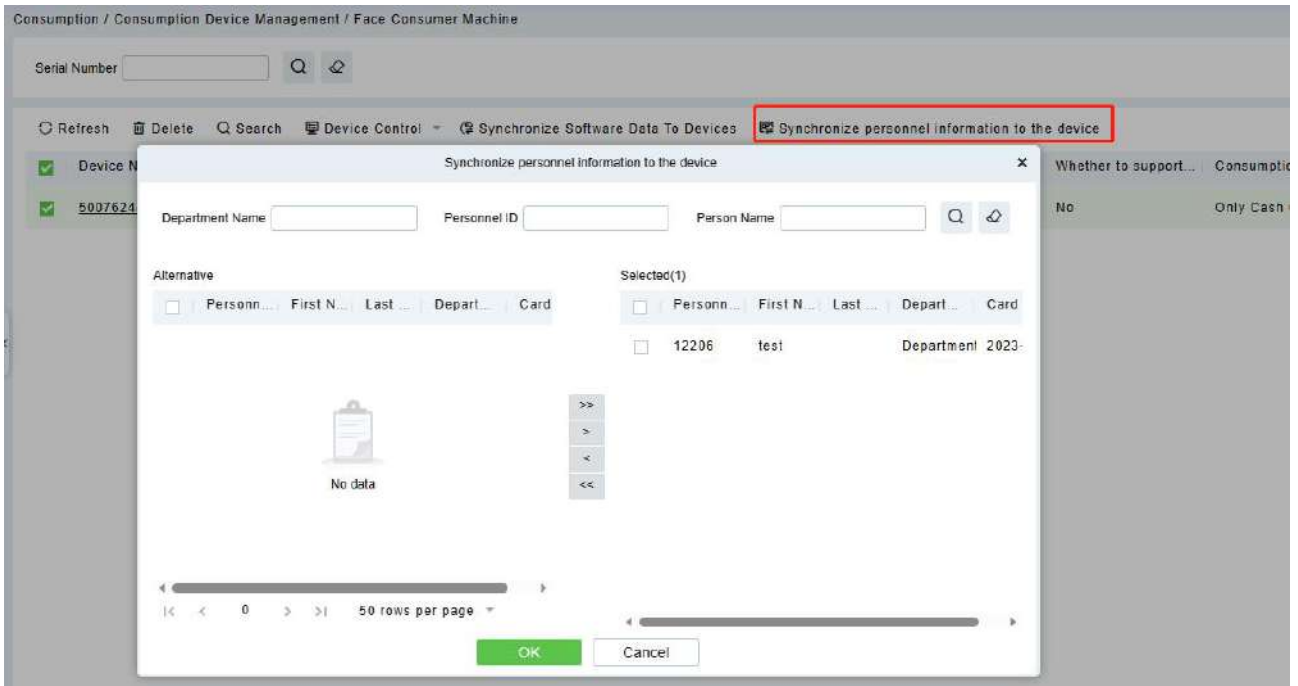 Consumption / Consumption Device Management / Face Consumer Machine
Serial Number
Refresh Delete Search Device Control Synchronize Software Data To Devices Synchronize personnel information to the device
Device N Whether to support... Consumptio
5007624 No Only Cash
Synchronize personnel information to the device
Department Name Personnel ID Person Name
Alternative Selected(1)
Personn... First N... Last ... Depart... Card Personn... First N... Last ... Depart... Card
12206 test Department 2023-
>>
>
<
<<
No data
0 50 rows per page
OK Cancel